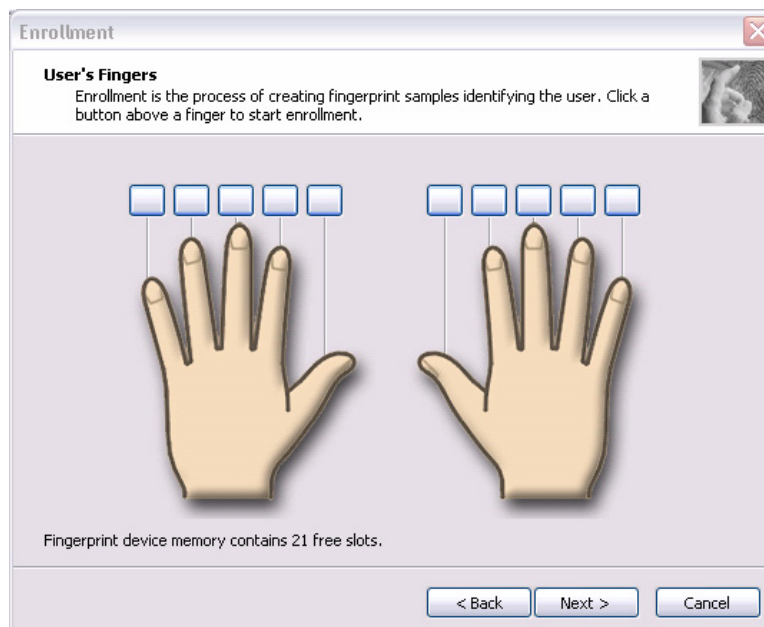 Enrollment
User's Fingers
Enrollment is the process of creating fingerprint samples identifying the user. Click a
button above a finger to start enrollment.
Fingerprint device memory contains 21 free slots.
< Back
Next >
Cancel